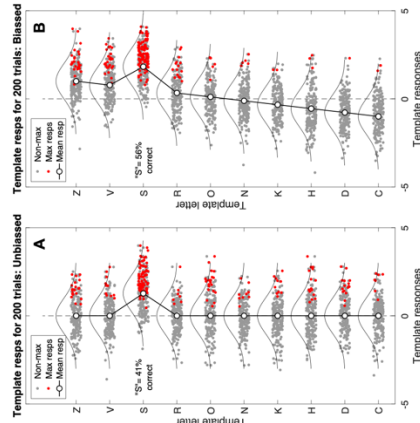 A
Template resps for 200 trials: Unbiassed
Non-max
Max resps
Mean resp
"S"= 41%
correct
Z
V
S
R
O
N
K
H
D
C
Template letter
-5
0
5
Template responses
B
Template resps for 200 trials: Biassed
Non-max
Max resps
Mean resp
"S"= 56%
correct
Z
V
S
R
O
N
K
H
D
C
Template letter
-5
0
5
Template responses